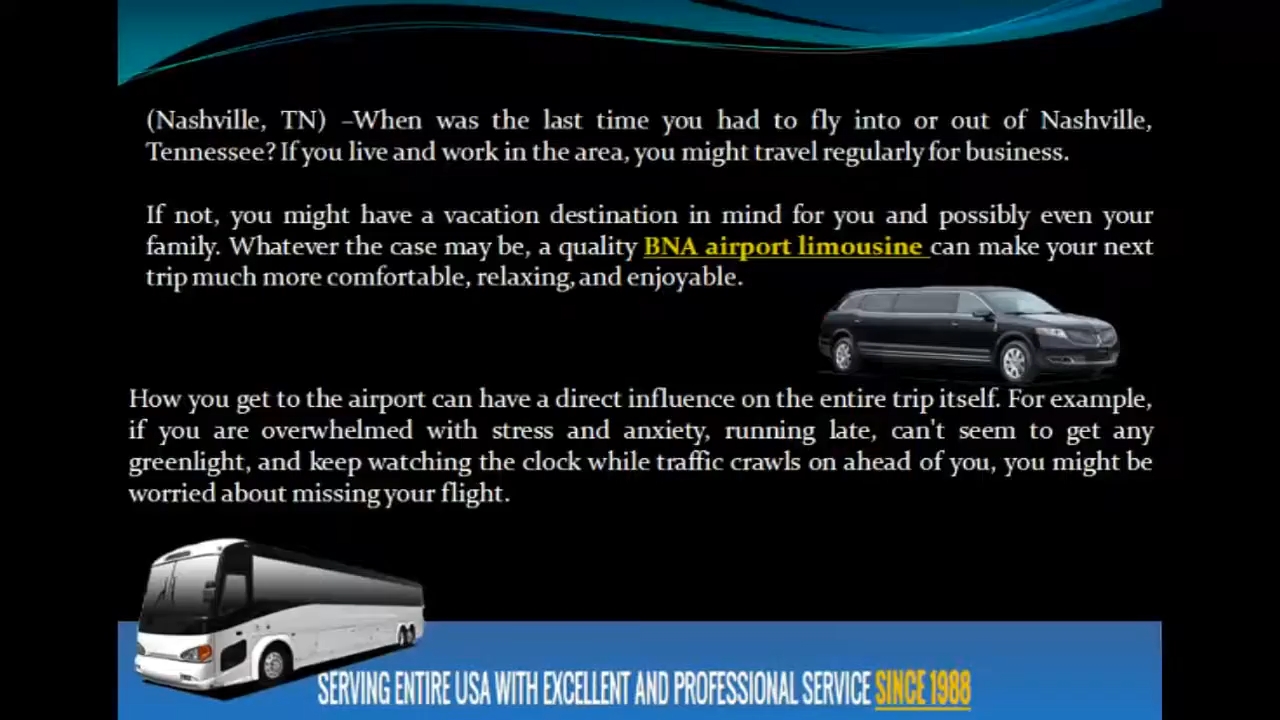 (Nashville, TN) –When was the last time you had to fly into or out of Nashville,
Tennessee? If you live and work in the area, you might travel regularly for business.
If not, you might have a vacation destination in mind for you and possibly even your
family. Whatever the case may be, a quality BNA airport limousine can make your next
trip much more comfortable, relaxing, and enjoyable.
How you get to the airport can have a direct influence on the entire trip itself. For example,
if you are overwhelmed with stress and anxiety, running late, can't seem to get any
greenlight, and keep watching the clock while traffic crawls on ahead of you, you might be
worried about missing your flight.
SERVING ENTIRE USA WITH EXCELLENT AND PROFESSIONAL SERVICE SINCE 1988